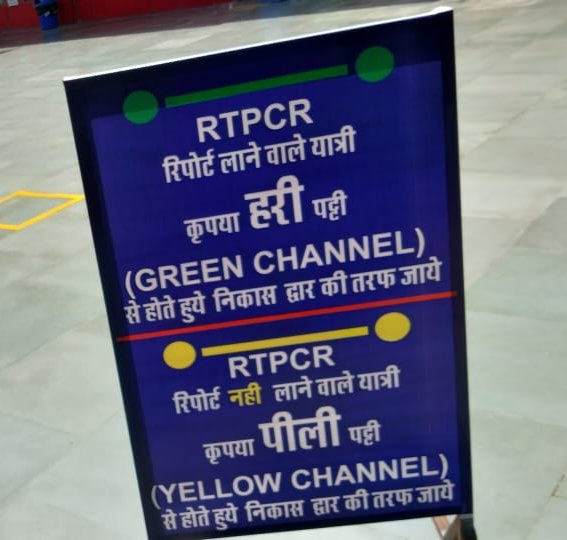 RTPCR
रिपोर्ट लाने वाले यात्री
कृपया हरी पट्टी
(GREEN CHANNEL)
से होते हुये निकास द्वार की तरफ जाये
RTPCR
रिपोर्ट नही लाने वाले यात्री
कृपया पीली पट्टी
(YELLOW CHANNEL)
से होते हुये निकास द्वार की तरफ जाये